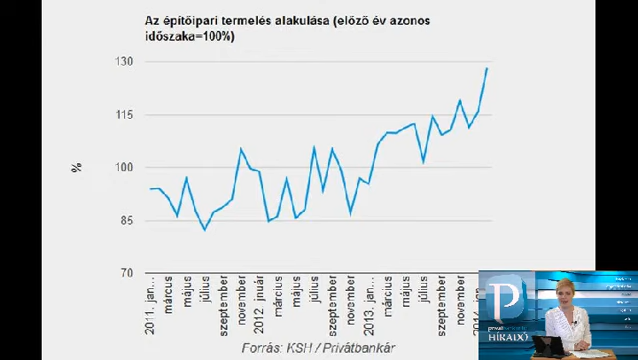 Az építőipari termelés alakulása (előző év azonos
időszaka=100%)
130
115
100
85
70
%
2011. jan...
március
május
július
szeptember
november
2012 január
március
május
július
szeptember
november
2013. jan...
március
május
július
szeptember
november
Forrás: KSH / Privátbankár
P
HÍRADÓ